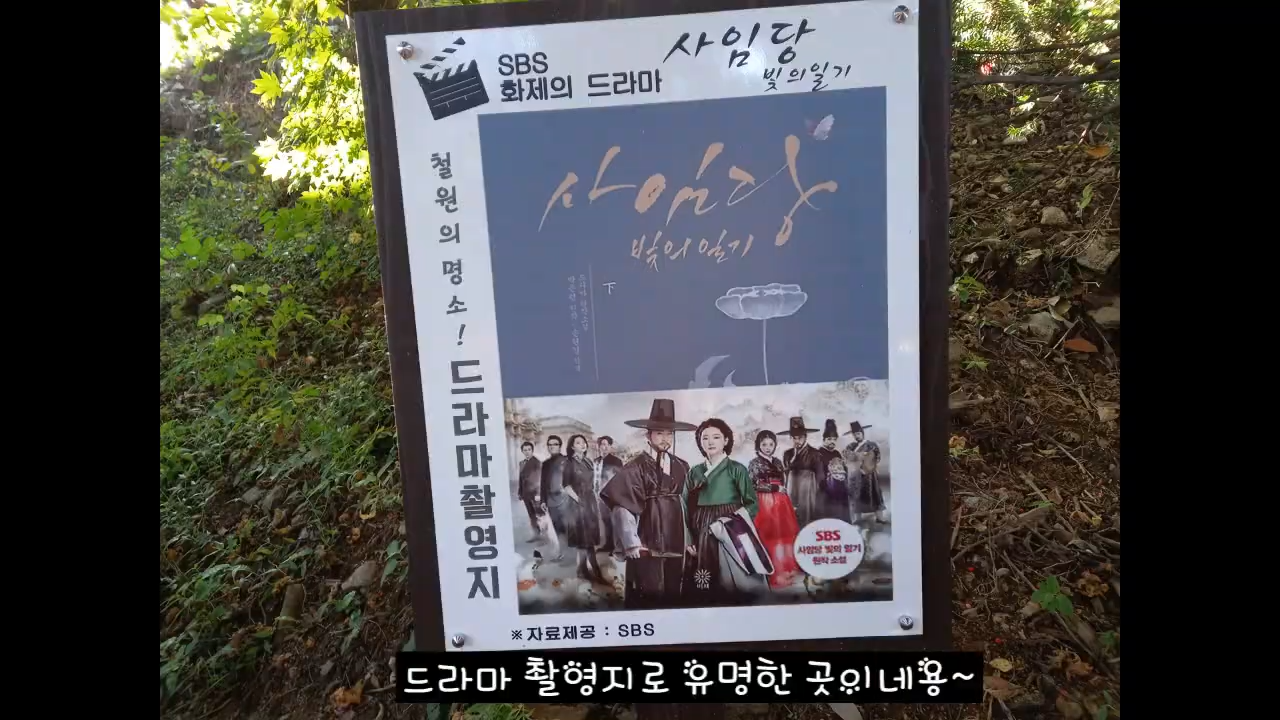 SBS
화제의 드라마
사임당
빛의일기
철원의 명소! 드라마촬영지
사임당
빛의 일기
下
SBS
사임당 빛의 일기
원작 소설
비채
※자료제공 : SBS
드라마 촬영지로 유명한 곳이네용~